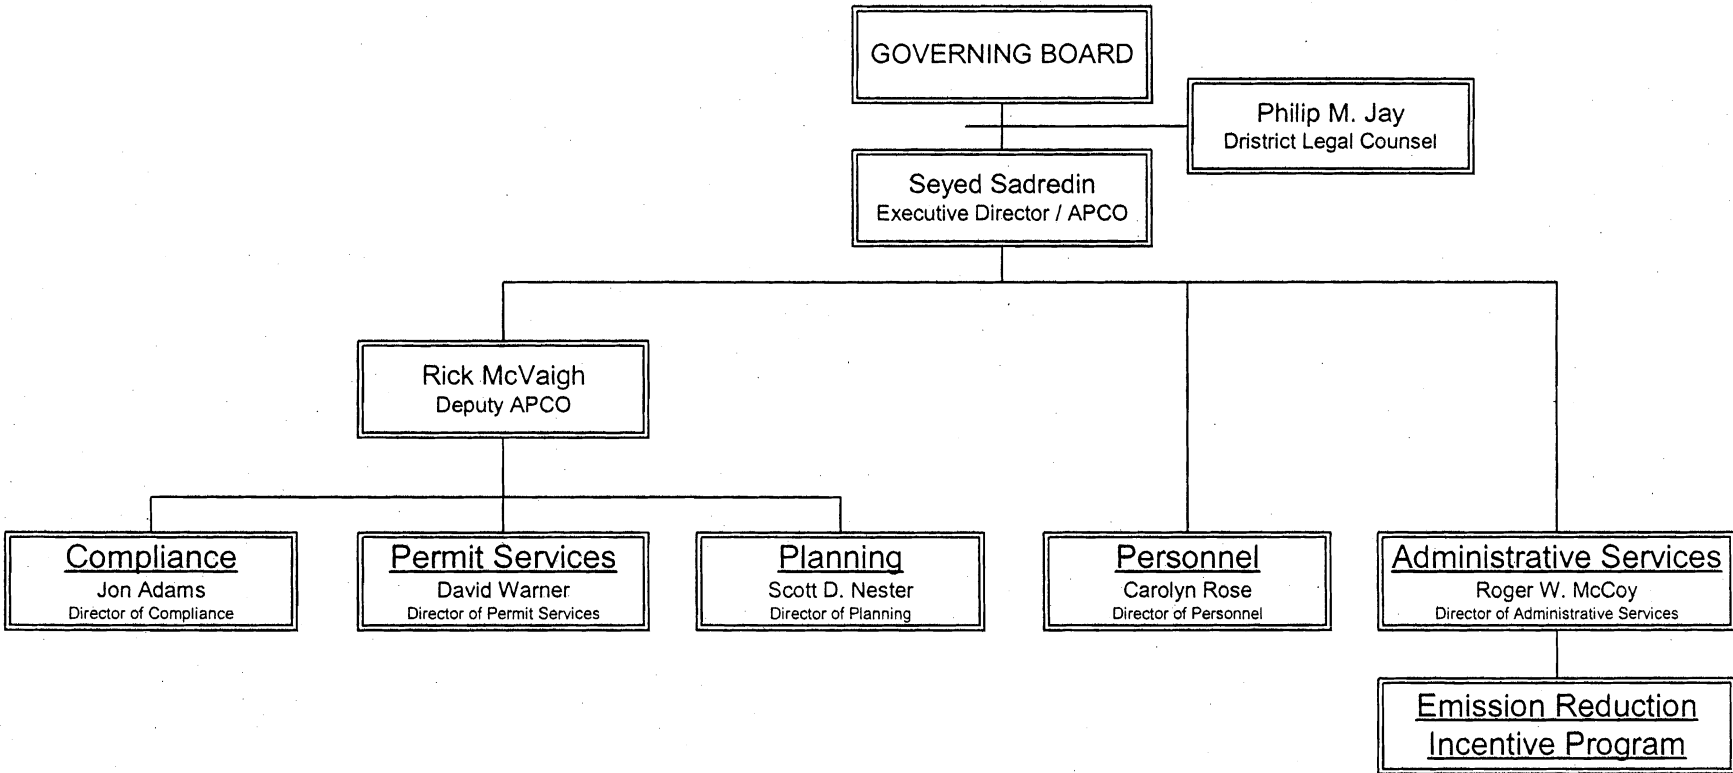 GOVERNING BOARD
Philip M. Jay
Dristrict Legal Counsel
Seyed Sadredin
Executive Director / APCO
Rick McVaigh
Deputy APCO
Compliance
Jon Adams
Director of Compliance
Permit Services
David Warner
Director of Permit Services
Planning
Scott D. Nester
Director of Planning
Personnel
Carolyn Rose
Director of Personnel
Administrative Services
Roger W. McCoy
Director of Administrative Services
Emission Reduction
Incentive Program